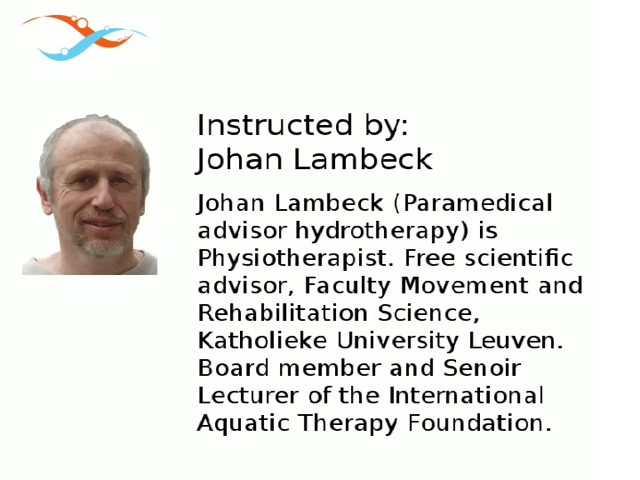 Instructed by:
Johan Lambeck
Johan Lambeck (Paramedical
advisor hydrotherapy) is
Physiotherapist. Free scientific
advisor, Faculty Movement and
Rehabilitation Science,
Katholieke University Leuven.
Board member and Senoir
Lecturer of the International
Aquatic Therapy Foundation.